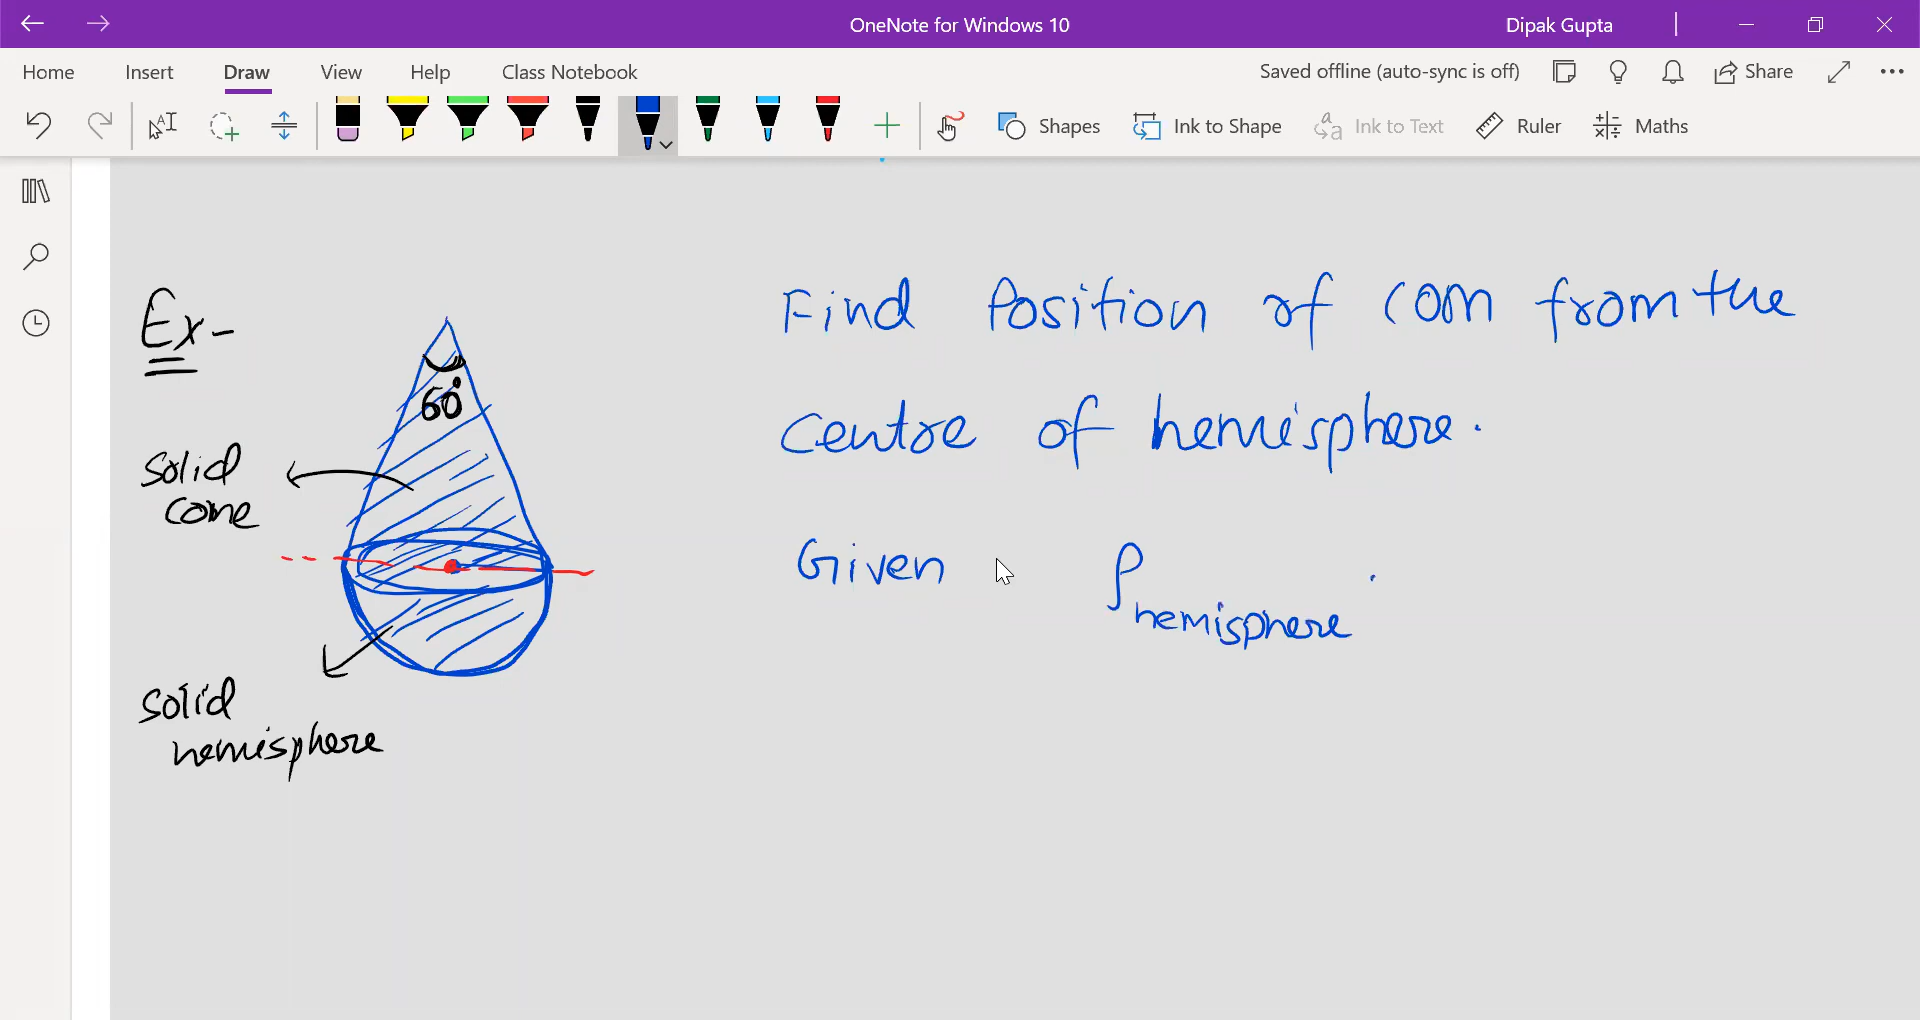 OneNote for Windows 10
Dipak Gupta
Home Insert Draw View Help Class Notebook
Saved offline (auto-sync is off) Share
Shapes Ink to Shape Ink to Text Ruler Maths
Ex-
60°
solid
cone
solid
hemisphere
Find Position of COM from the
centre of hemisphere.
Given ρ hemisphere